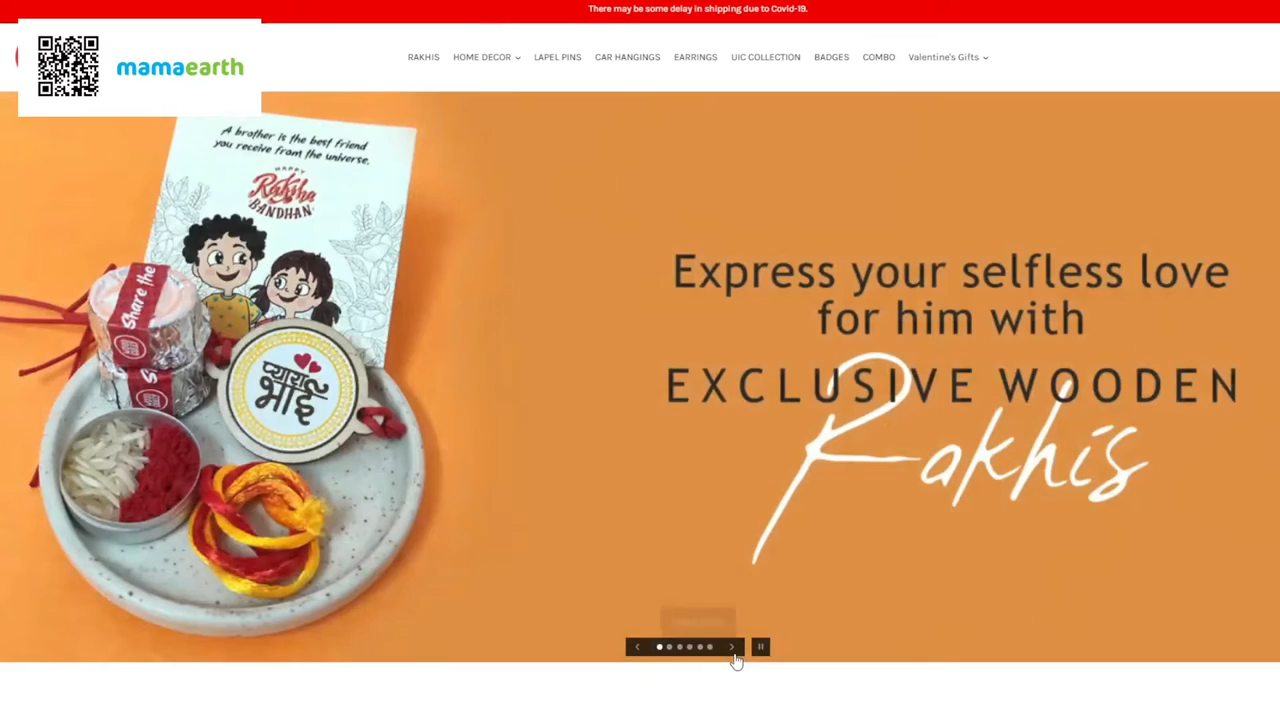 There may be some delay in shipping due to Covid-19.
mamaearth
RAKHIS HOME DECOR LAPEL PINS CAR HANGINGS EARRINGS UIC COLLECTION BADGES COMBO Valentine's Gifts
A brother is the best friend
you receive from the universe.
HAPPY
Raksha
BANDHAN
Share the
प्यारा
भाई
Express your selfless love
for him with
EXCLUSIVE WOODEN
Rakhis